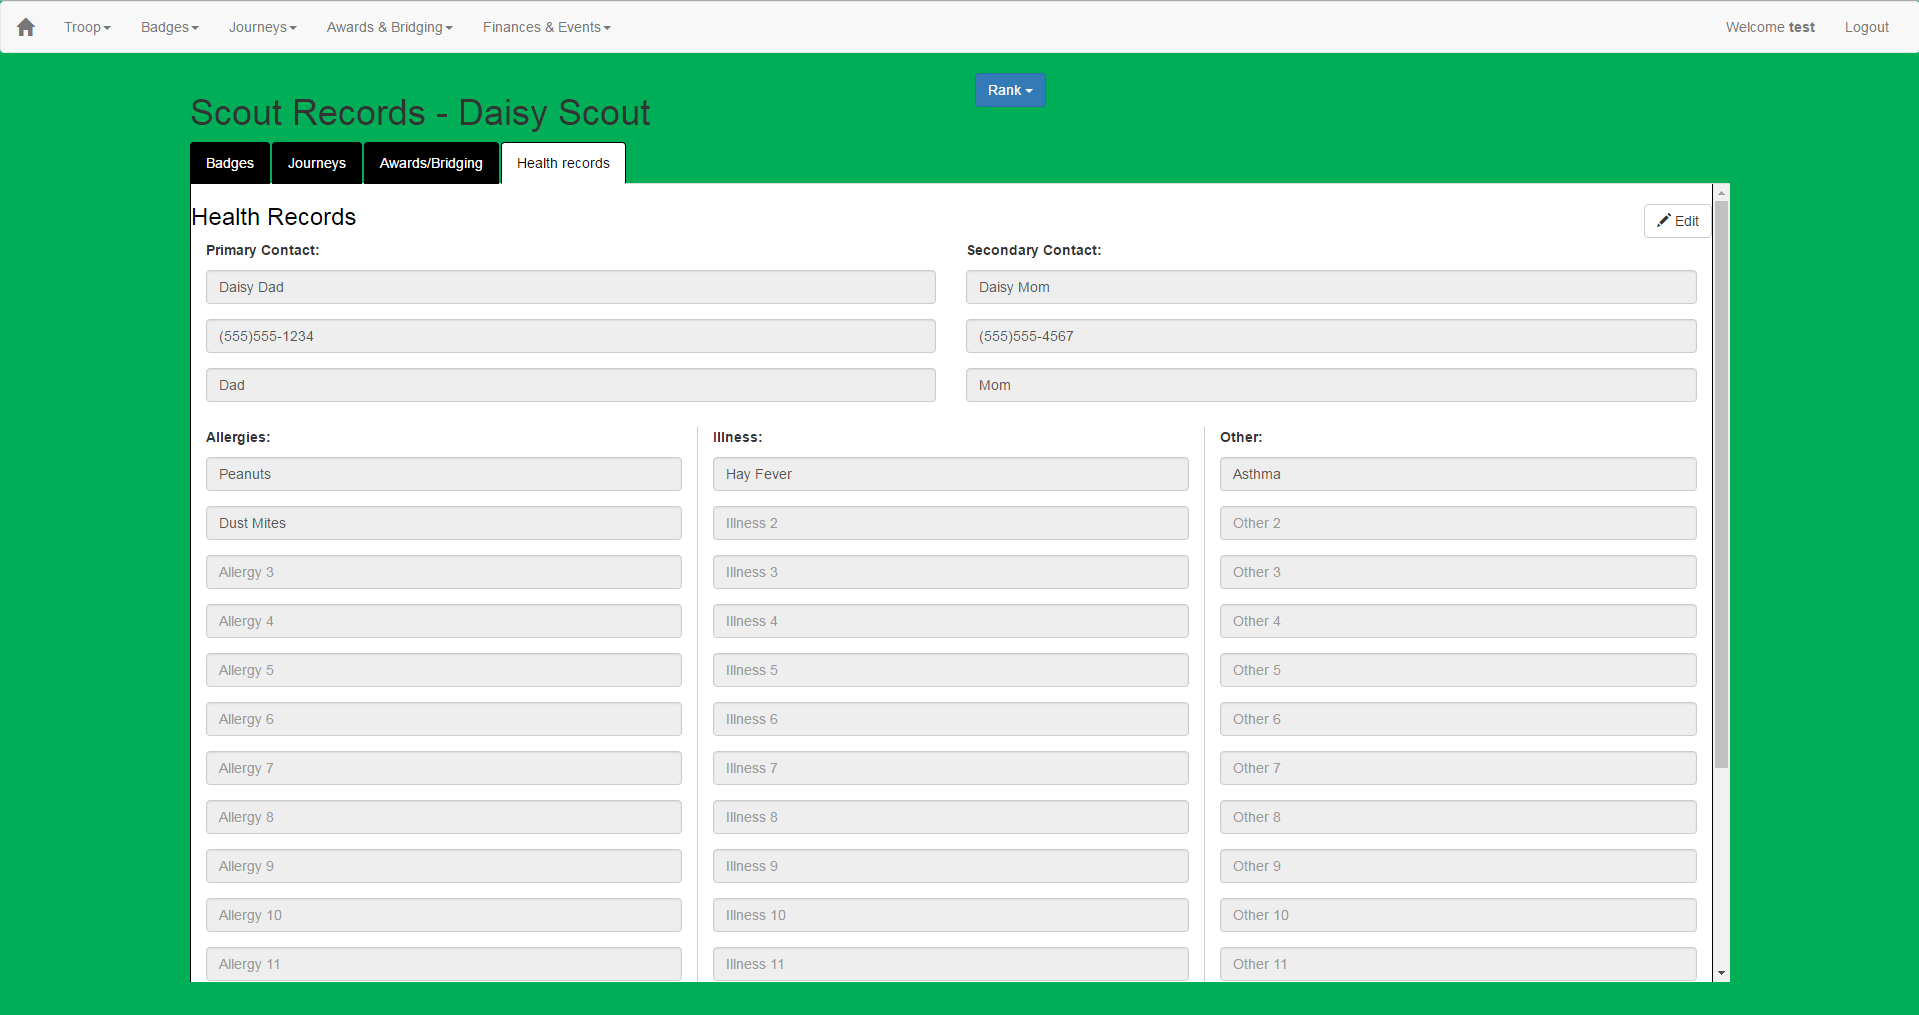 Troop Badges Journeys Awards & Bridging Finances & Events Welcome test Logout
Rank
Scout Records - Daisy Scout
Badges Journeys Awards/Bridging Health records
Health Records
Edit
Primary Contact: Secondary Contact:
Daisy Dad Daisy Mom
(555)555-1234 (555)555-4567
Dad Mom
Allergies: Illness: Other:
Peanuts Hay Fever Asthma
Dust Mites Illness 2 Other 2
Allergy 3 Illness 3 Other 3
Allergy 4 Illness 4 Other 4
Allergy 5 Illness 5 Other 5
Allergy 6 Illness 6 Other 6
Allergy 7 Illness 7 Other 7
Allergy 8 Illness 8 Other 8
Allergy 9 Illness 9 Other 9
Allergy 10 Illness 10 Other 10
Allergy 11 Illness 11 Other 11